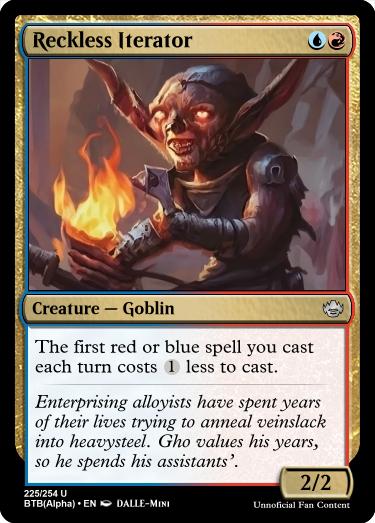 Reckless Iterator
Creature — Goblin
The first red or blue spell you cast
each turn costs 1 less to cast.
Enterprising alloyists have spent years
of their lives trying to anneal veinslack
into heavysteel. Gho values his years,
so he spends his assistants’.
2/2
225/254 U
BTB(Alpha) • EN DALL·E-Mini
Unnofficial Fan Content